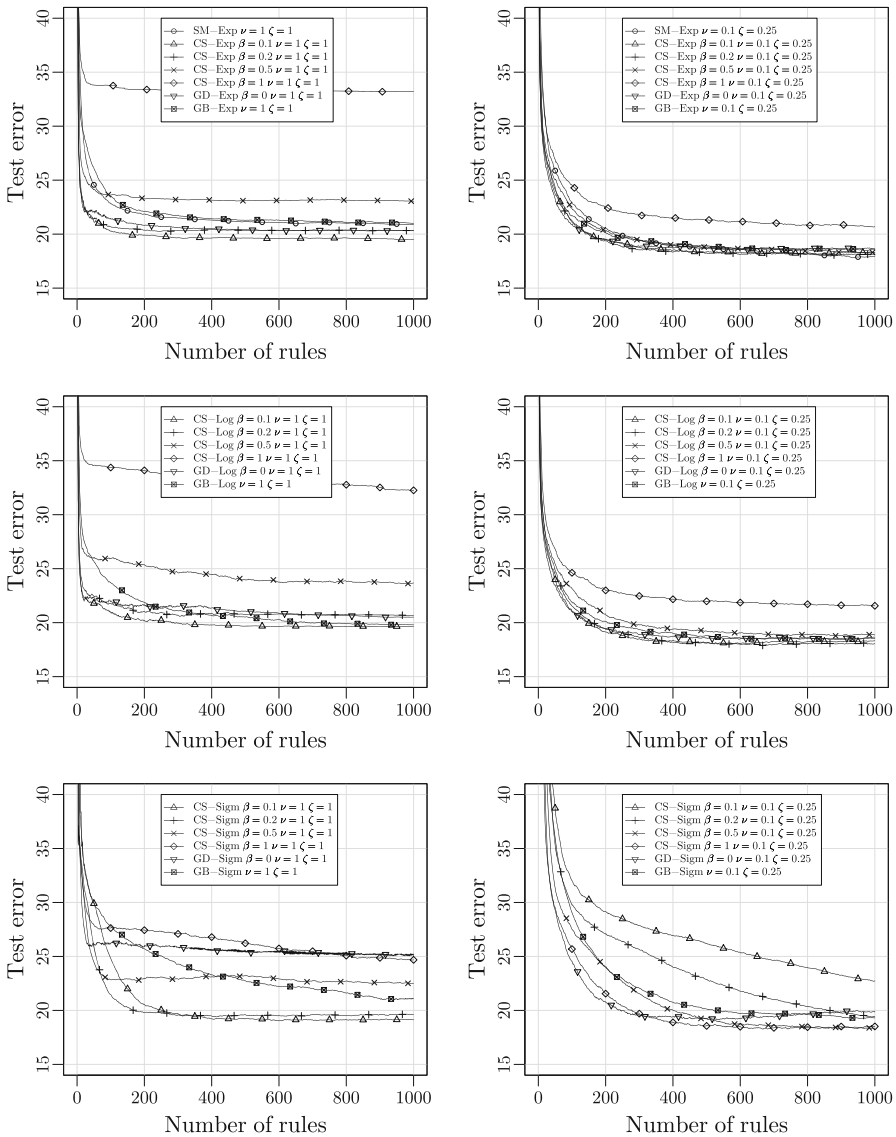 SM−Exp ν = 1 ζ = 1
CS−Exp β = 0.1 ν = 1 ζ = 1
CS−Exp β = 0.2 ν = 1 ζ = 1
CS−Exp β = 0.5 ν = 1 ζ = 1
CS−Exp β = 1 ν = 1 ζ = 1
GD−Exp β = 0 ν = 1 ζ = 1
GB−Exp ν = 1 ζ = 1
Test error
15 20 25 30 35 40
0 200 400 600 800 1000
Number of rules
SM−Exp ν = 0.1 ζ = 0.25
CS−Exp β = 0.1 ν = 0.1 ζ = 0.25
CS−Exp β = 0.2 ν = 0.1 ζ = 0.25
CS−Exp β = 0.5 ν = 0.1 ζ = 0.25
CS−Exp β = 1 ν = 0.1 ζ = 0.25
GD−Exp β = 0 ν = 0.1 ζ = 0.25
GB−Exp ν = 0.1 ζ = 0.25
Test error
15 20 25 30 35 40
0 200 400 600 800 1000
Number of rules
CS−Log β = 0.1 ν = 1 ζ = 1
CS−Log β = 0.2 ν = 1 ζ = 1
CS−Log β = 0.5 ν = 1 ζ = 1
CS−Log β = 1 ν = 1 ζ = 1
GD−Log β = 0 ν = 1 ζ = 1
GB−Log ν = 1 ζ = 1
Test error
15 20 25 30 35 40
0 200 400 600 800 1000
Number of rules
CS−Log β = 0.1 ν = 0.1 ζ = 0.25
CS−Log β = 0.2 ν = 0.1 ζ = 0.25
CS−Log β = 0.5 ν = 0.1 ζ = 0.25
CS−Log β = 1 ν = 0.1 ζ = 0.25
GD−Log β = 0 ν = 0.1 ζ = 0.25
GB−Log ν = 0.1 ζ = 0.25
Test error
15 20 25 30 35 40
0 200 400 600 800 1000
Number of rules
CS−Sigm β = 0.1 ν = 1 ζ = 1
CS−Sigm β = 0.2 ν = 1 ζ = 1
CS−Sigm β = 0.5 ν = 1 ζ = 1
CS−Sigm β = 1 ν = 1 ζ = 1
GD−Sigm β = 0 ν = 1 ζ = 1
GB−Sigm ν = 1 ζ = 1
Test error
15 20 25 30 35 40
0 200 400 600 800 1000
Number of rules
CS−Sigm β = 0.1 ν = 0.1 ζ = 0.25
CS−Sigm β = 0.2 ν = 0.1 ζ = 0.25
CS−Sigm β = 0.5 ν = 0.1 ζ = 0.25
CS−Sigm β = 1 ν = 0.1 ζ = 0.25
GD−Sigm β = 0 ν = 0.1 ζ = 0.25
GB−Sigm ν = 0.1 ζ = 0.25
Test error
15 20 25 30 35 40
0 200 400 600 800 1000
Number of rules